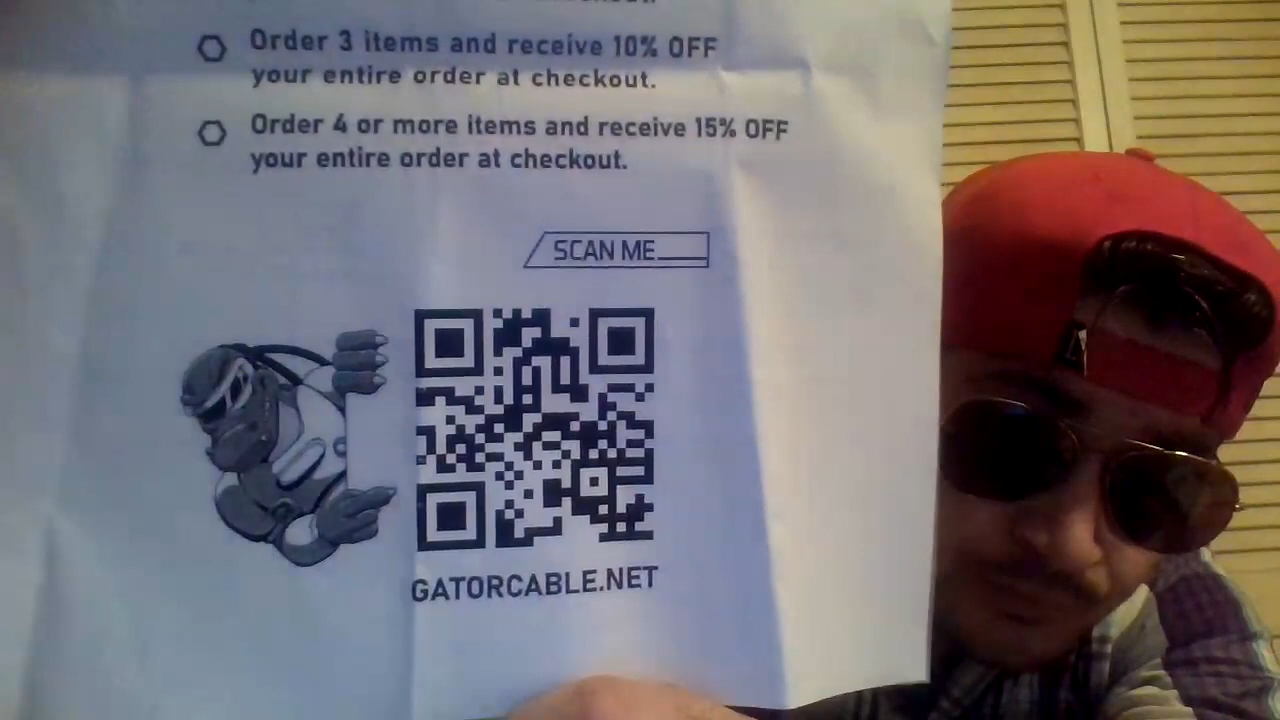 Order 3 items and receive 10% OFF
your entire order at checkout.
Order 4 or more items and receive 15% OFF
your entire order at checkout.
SCAN ME
GATORCABLE.NET